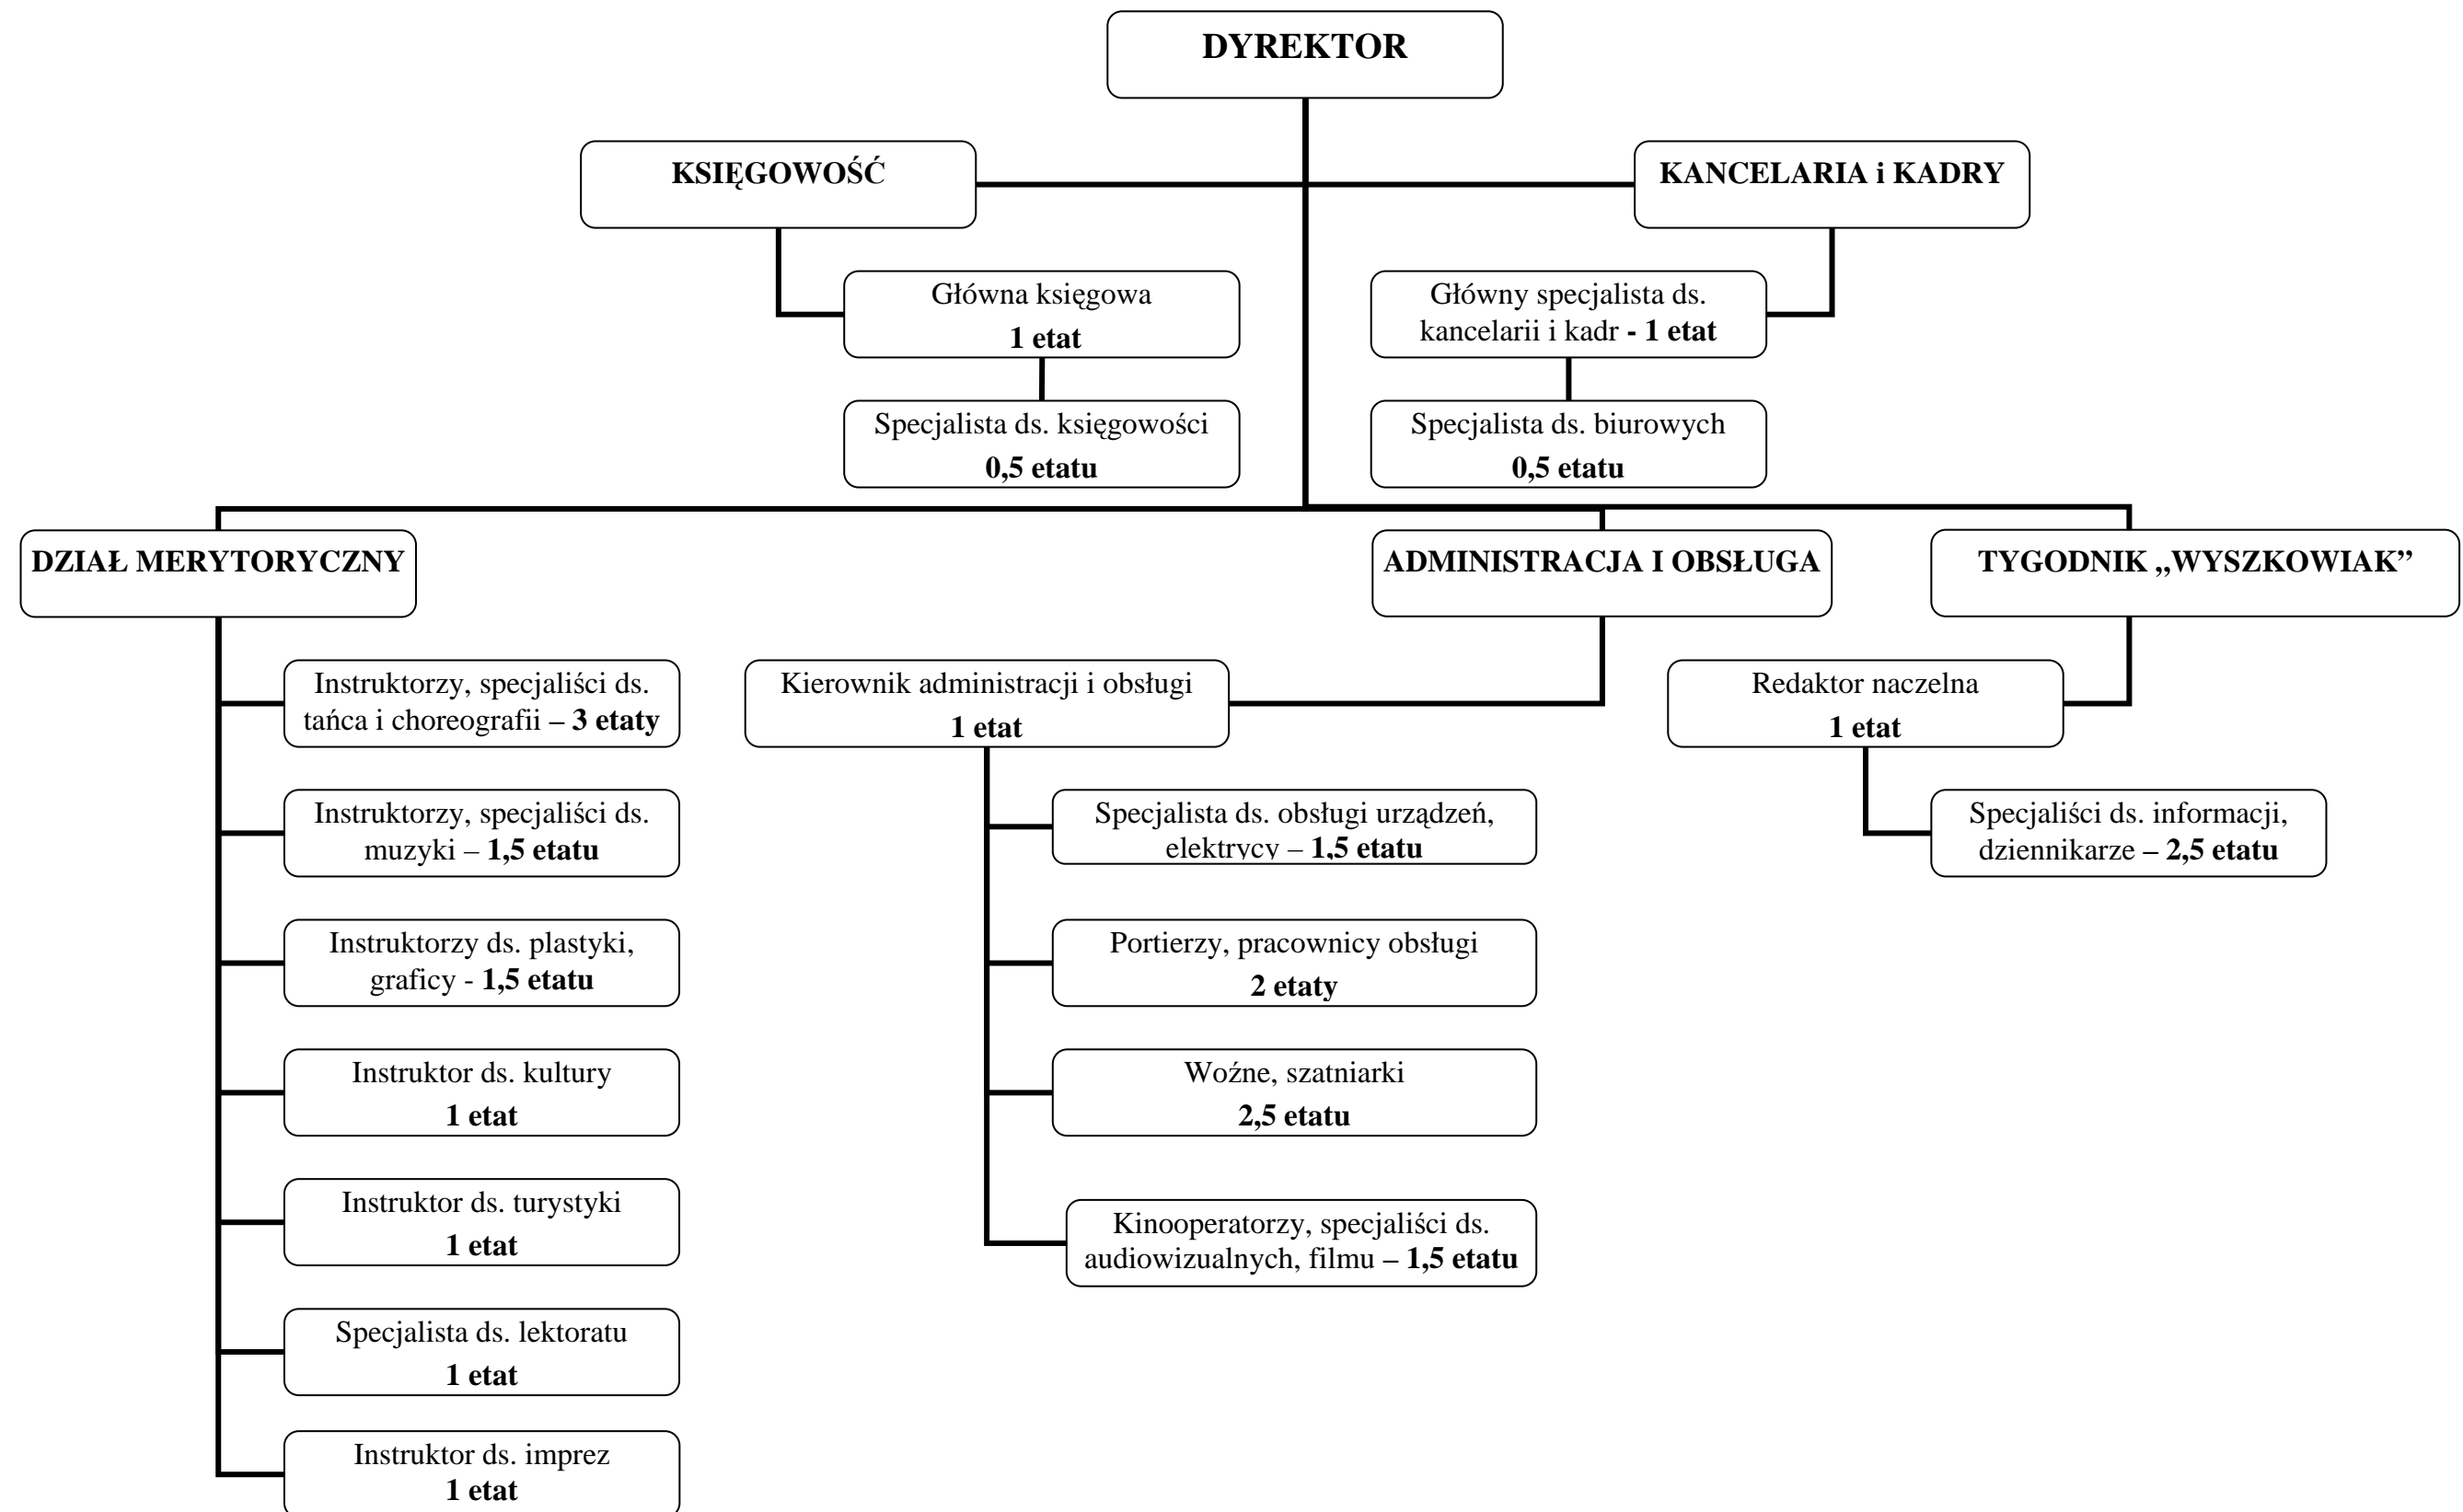 DYREKTOR
KSIĘGOWOŚĆ
KANCELARIA i KADRY
Główna księgowa
1 etat
Główny specjalista ds.
kancelarii i kadr - 1 etat
Specjalista ds. księgowości
0,5 etatu
Specjalista ds. biurowych
0,5 etatu
DZIAŁ MERYTORYCZNY
ADMINISTRACJA I OBSŁUGA
TYGODNIK „WYSZKOWIAK”
Instruktorzy, specjaliści ds.
tańca i choreografii – 3 etaty
Instruktorzy, specjaliści ds.
muzyki – 1,5 etatu
Instruktorzy ds. plastyki,
graficy - 1,5 etatu
Instruktor ds. kultury
1 etat
Instruktor ds. turystyki
1 etat
Specjalista ds. lektoratu
1 etat
Instruktor ds. imprez
1 etat
Kierownik administracji i obsługi
1 etat
Specjalista ds. obsługi urządzeń,
elektrycy – 1,5 etatu
Portierzy, pracownicy obsługi
2 etaty
Woźne, szatniarki
2,5 etatu
Kinooperatorzy, specjaliści ds.
audiowizualnych, filmu – 1,5 etatu
Redaktor naczelna
1 etat
Specjaliści ds. informacji,
dziennikarze – 2,5 etatu